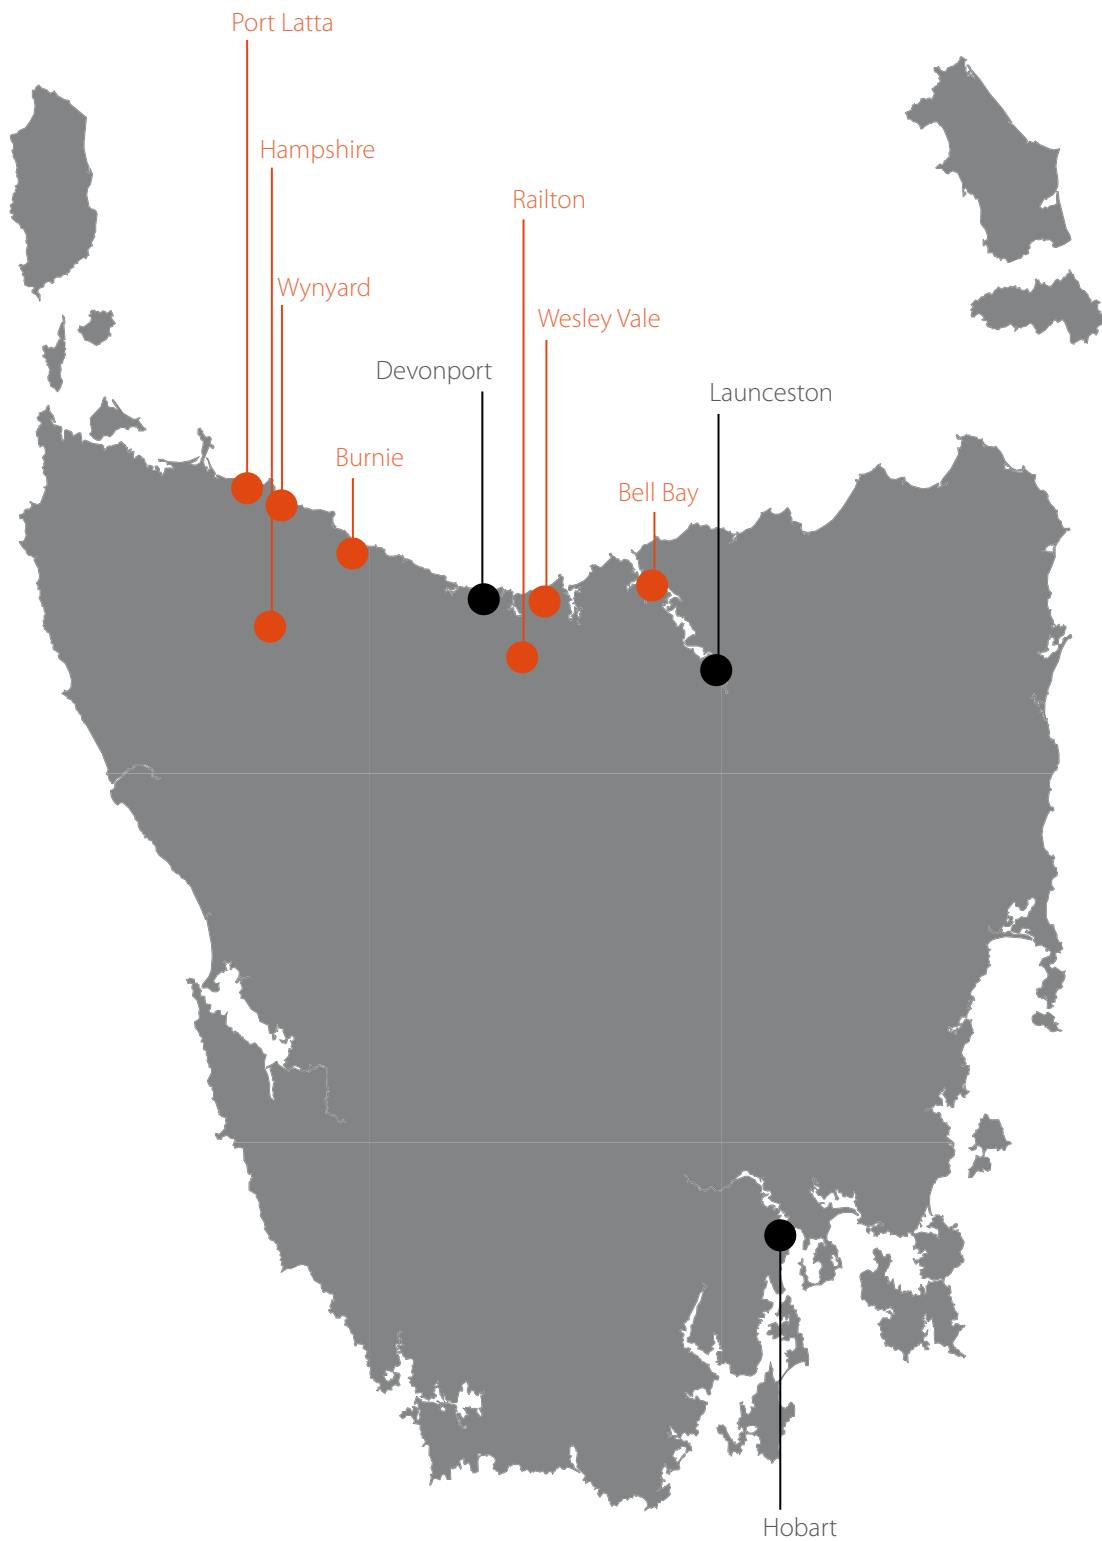 Port Latta
Hampshire
Railton
Wynyard
Wesley Vale
Devonport
Launceston
Burnie
Bell Bay
Hobart